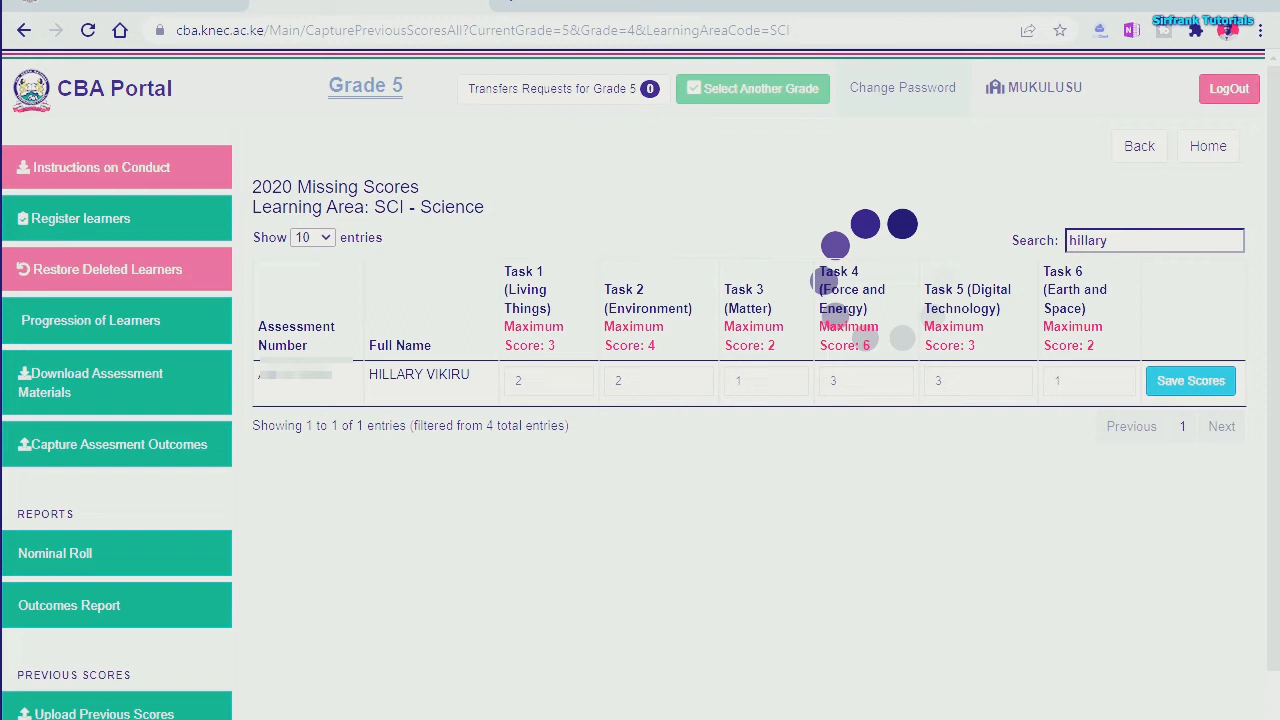 Sirfrank Tutorials
cba.knec.ac.ke/Main/CapturePreviousScoresAll?CGrade=5&Grade=4&LearningAreaCode=SCI
CBA Portal
Grade 5
Transfers Requests for Grade 5 0
Select Another Grade
Change Password
MUKULUSU
LogOut
Back
Home
Instructions on Conduct
Register learners
Restore Deleted Learners
Progression of Learners
Download Assessment
Materials
Capture Assesment Outcomes
REPORTS
Nominal Roll
Outcomes Report
PREVIOUS SCORES
Upload Previous Scores
2020 Missing Scores
Learning Area: SCI - Science
Show 10 entries
Search: hillary
Assessment
Number
Full Name
Task 1
(Living
Things)
Maximum
Score: 3
Task 2
(Environment)
Maximum
Score: 4
Task 3
(Matter)
Maximum
Score: 2
Task 4
(Force and
Energy)
Maximum
Score: 6
Task 5 (Digital
Technology)
Maximum
Score: 3
Task 6
(Earth and
Space)
Maximum
Score: 2
HILLARY VIKIRU 2 2 1 3 3 1 Save Scores
Showing 1 to 1 of 1 entries (filtered from 4 total entries)
Previous 1 Next